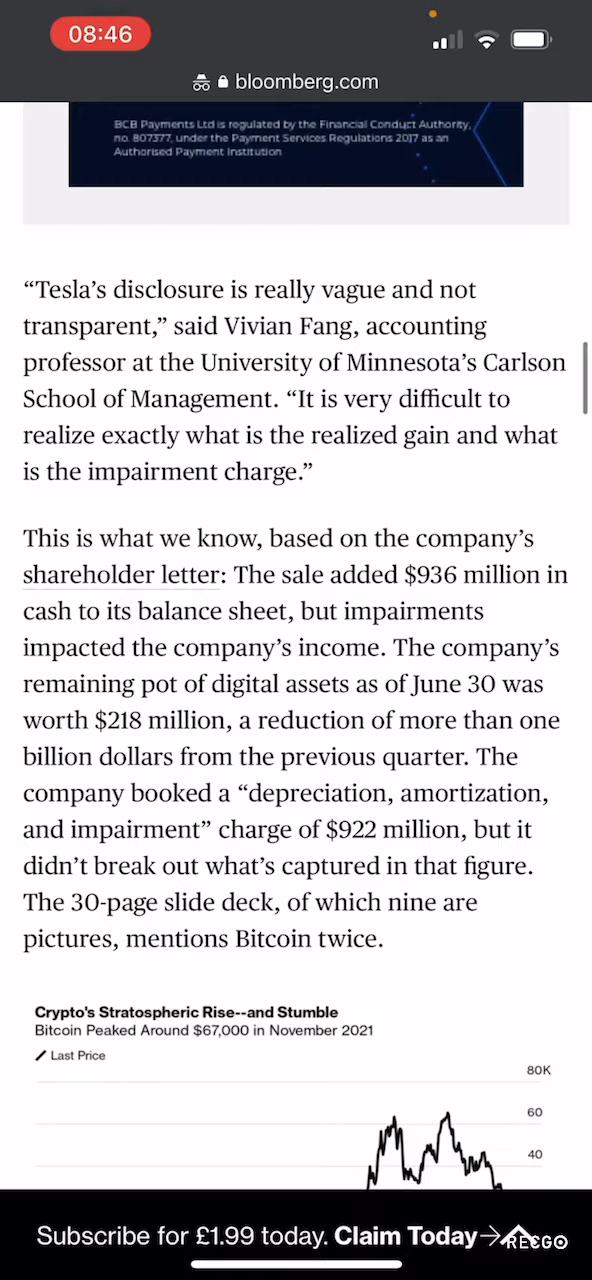 08:46
bloomberg.com
BCB Payments Ltd is regulated by the Financial Conduct Authority,
no. 807377, under the Payment Services Regulations 2017 as an
Authorised Payment Institution
“Tesla’s disclosure is really vague and not
transparent,” said Vivian Fang, accounting
professor at the University of Minnesota’s Carlson
School of Management. “It is very difficult to
realize exactly what is the realized gain and what
is the impairment charge.”
This is what we know, based on the company’s
shareholder letter: The sale added $936 million in
cash to its balance sheet, but impairments
impacted the company’s income. The company’s
remaining pot of digital assets as of June 30 was
worth $218 million, a reduction of more than one
billion dollars from the previous quarter. The
company booked a “depreciation, amortization,
and impairment” charge of $922 million, but it
didn’t break out what’s captured in that figure.
The 30-page slide deck, of which nine are
pictures, mentions Bitcoin twice.
Crypto's Stratospheric Rise--and Stumble
Bitcoin Peaked Around $67,000 in November 2021
Last Price
80K
60
40
Subscribe for £1.99 today. Claim Today→
RECGO